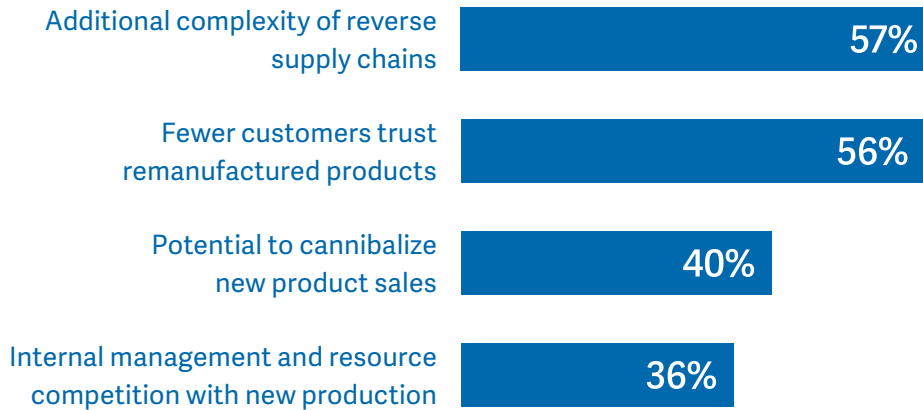 Additional complexity of reverse
supply chains
57%
Fewer customers trust
remanufactured products
56%
Potential to cannibalize
new product sales
40%
Internal management and resource
competition with new production
36%